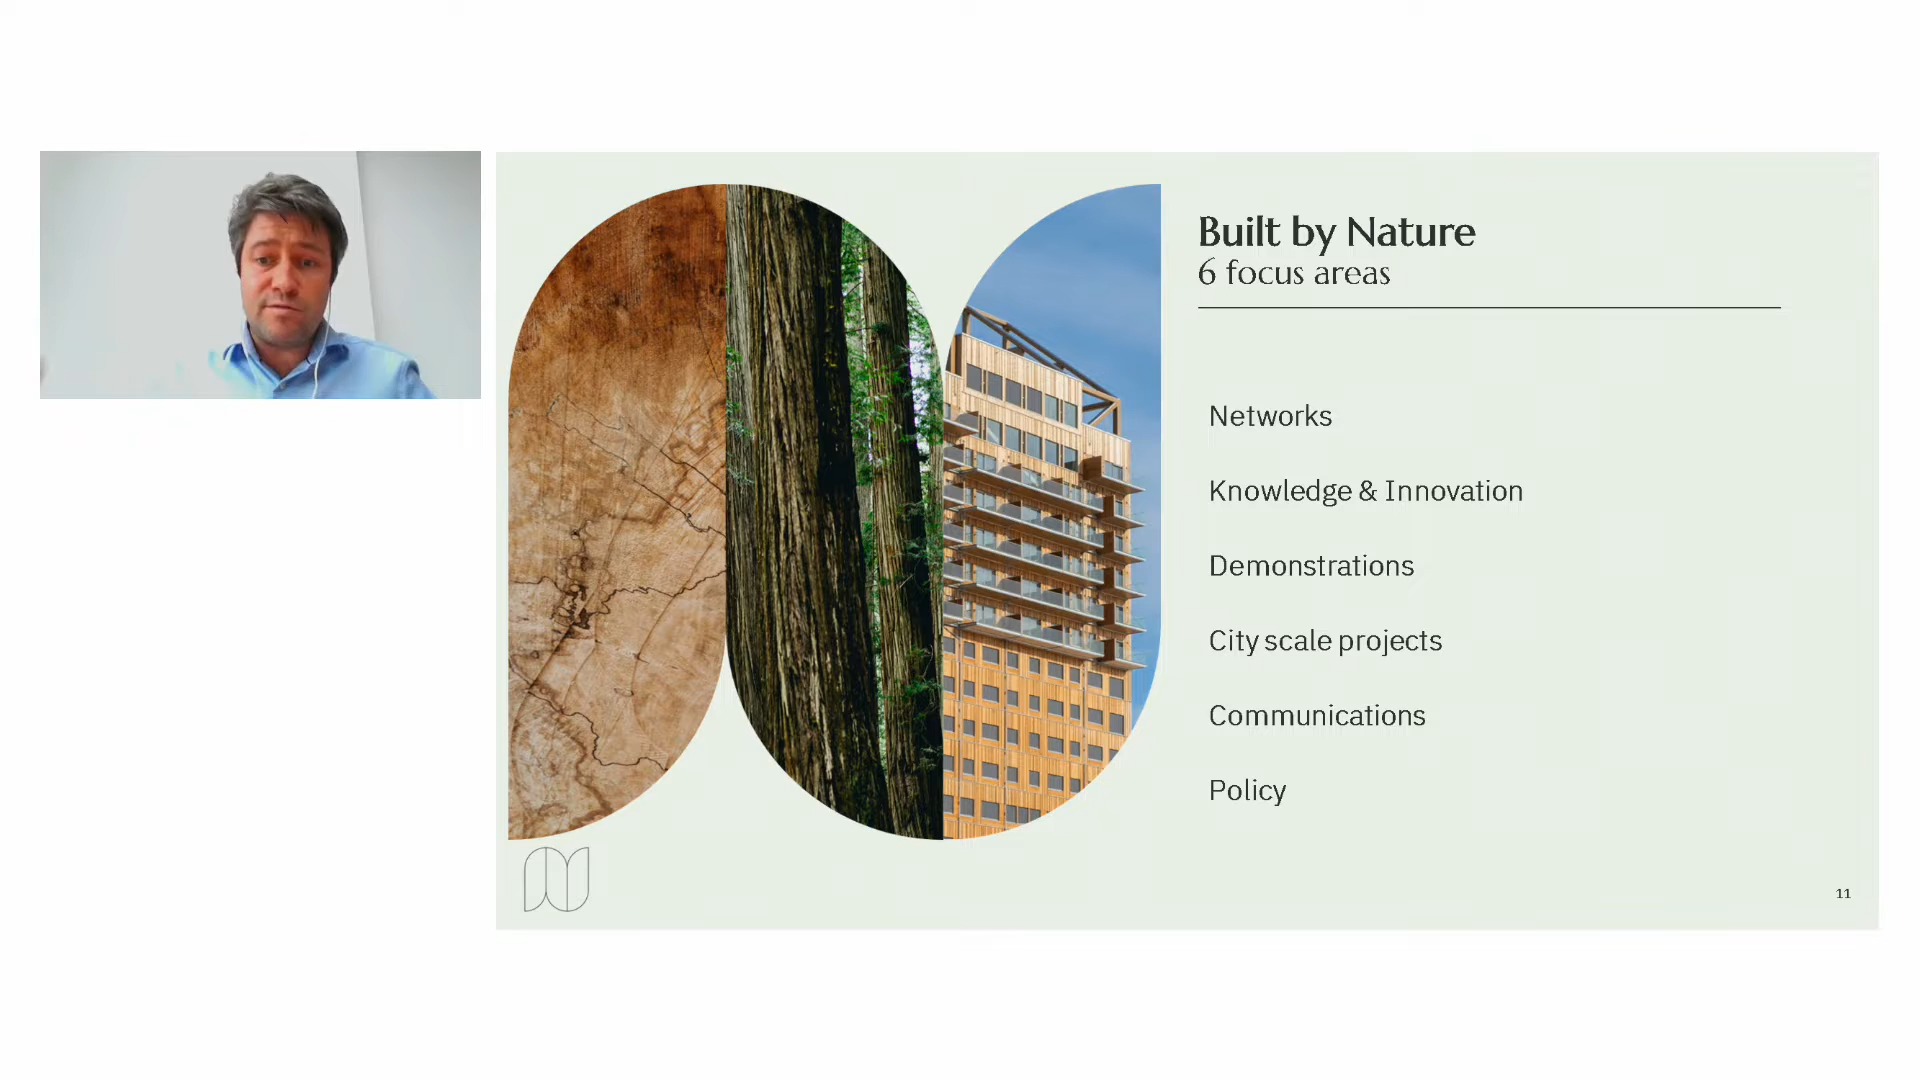 Built by Nature
6 focus areas
Networks
Knowledge & Innovation
Demonstrations
City scale projects
Communications
Policy
11